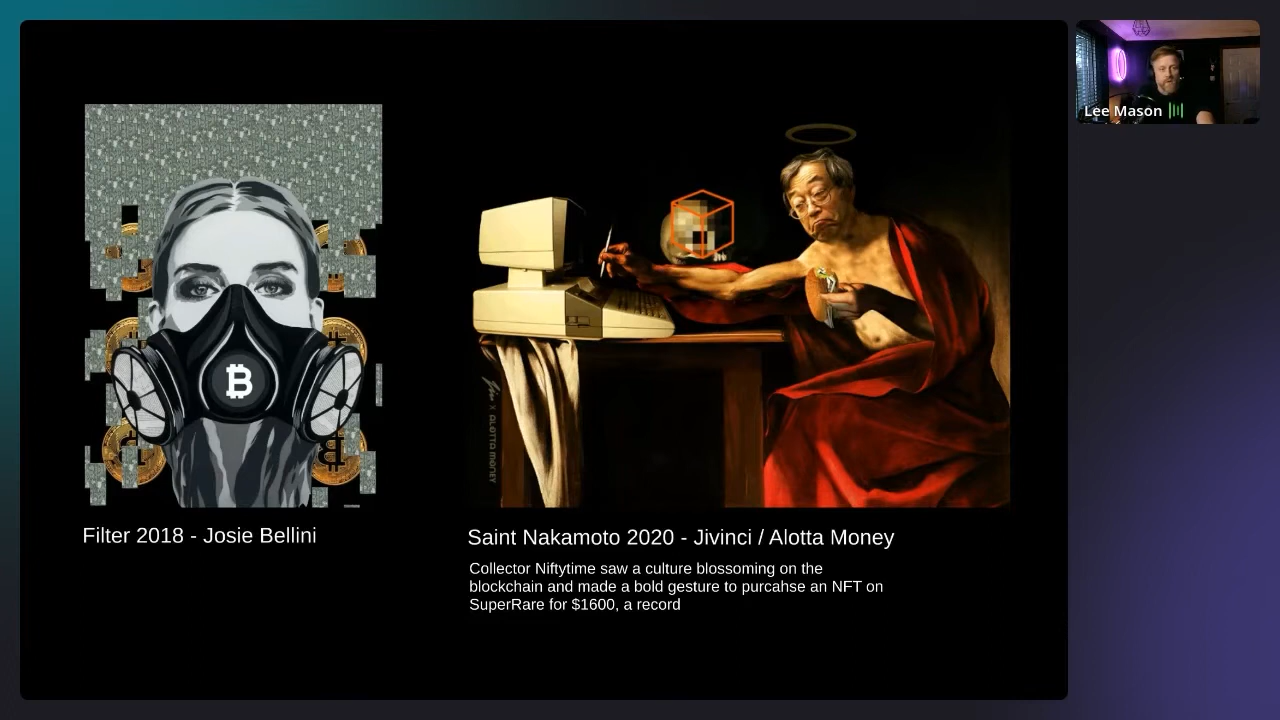 Lee Mason
X ALOTTA MONEY
Filter 2018 - Josie Bellini
Saint Nakamoto 2020 - Jivinci / Alotta Money
Collector Niftytime saw a culture blossoming on the
blockchain and made a bold gesture to purcahse an NFT on
SuperRare for $1600, a record